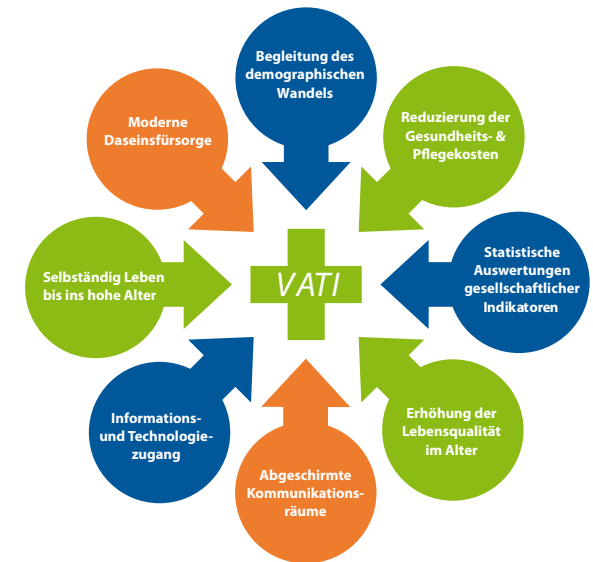 Begleitung des
demographischen
Wandels
Reduzierung der
Gesundheits- &
Pflegekosten
Statistische
Auswertungen
gesellschaftlicher
Indikatoren
Erhöhung der
Lebensqualität
im Alter
Abgeschirmte
Kommunikations-
räume
Informations-
und Technologie-
zugang
Selbständig Leben
bis ins hohe Alter
Moderne
Daseinsfürsorge
VATI